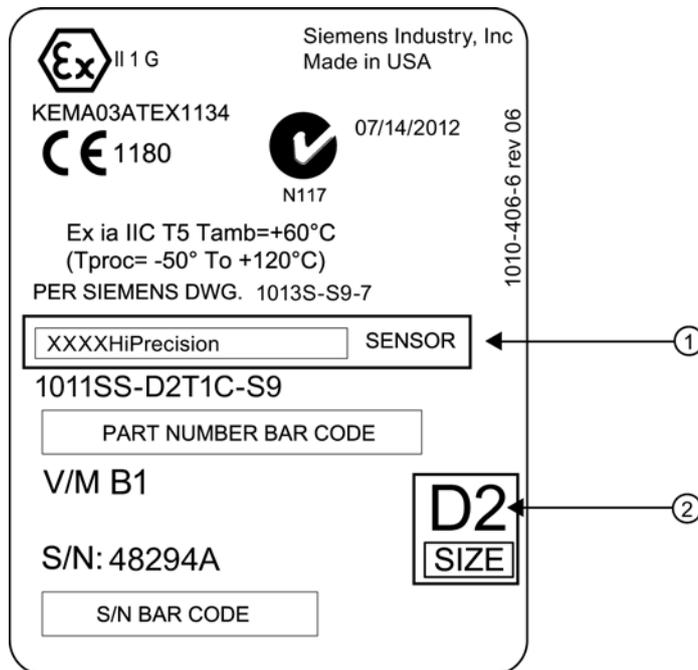 Ex II 1 G
Siemens Industry, Inc
Made in USA
KEMA03ATEX1134
CE 1180
07/14/2012
N117
1010-406-6 rev 06
Ex ia IIC T5 Tamb=+60°C
(Tproc= -50° To +120°C)
PER SIEMENS DWG. 1013S-S9-7
XXXXHiPrecision SENSOR
1
1011SS-D2T1C-S9
PART NUMBER BAR CODE
V/M B1
D2
2
SIZE
S/N: 48294A
S/N BAR CODE